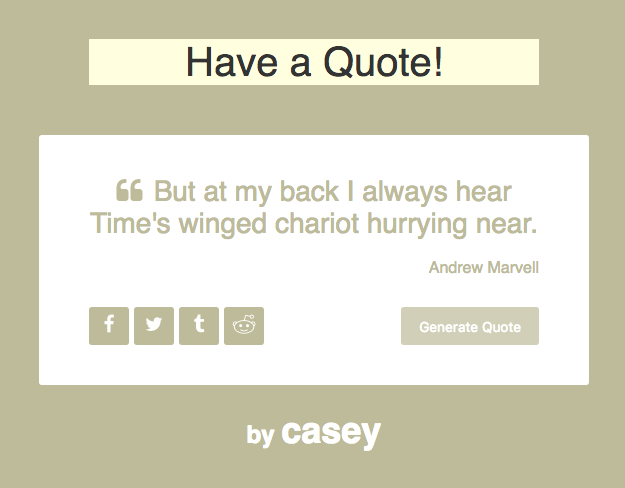 Have a Quote!
“ But at my back I always hear
Time's winged chariot hurrying near.
Andrew Marvell
f t
Generate Quote
by casey